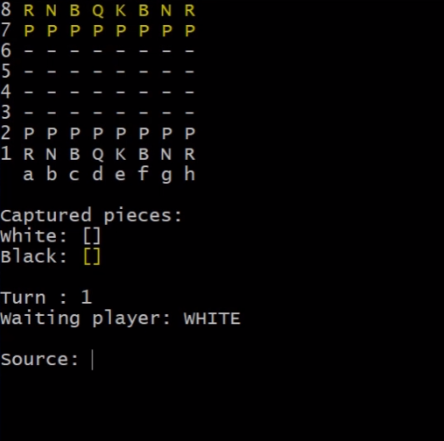 8 R N B Q K B N R
7 P P P P P P P P
6 - - - - - - - -
5 - - - - - - - -
4 - - - - - - - -
3 - - - - - - - -
2 P P P P P P P P
1 R N B Q K B N R
a b c d e f g h
Captured pieces:
White: []
Black: []
Turn : 1
Waiting player: WHITE
Source: